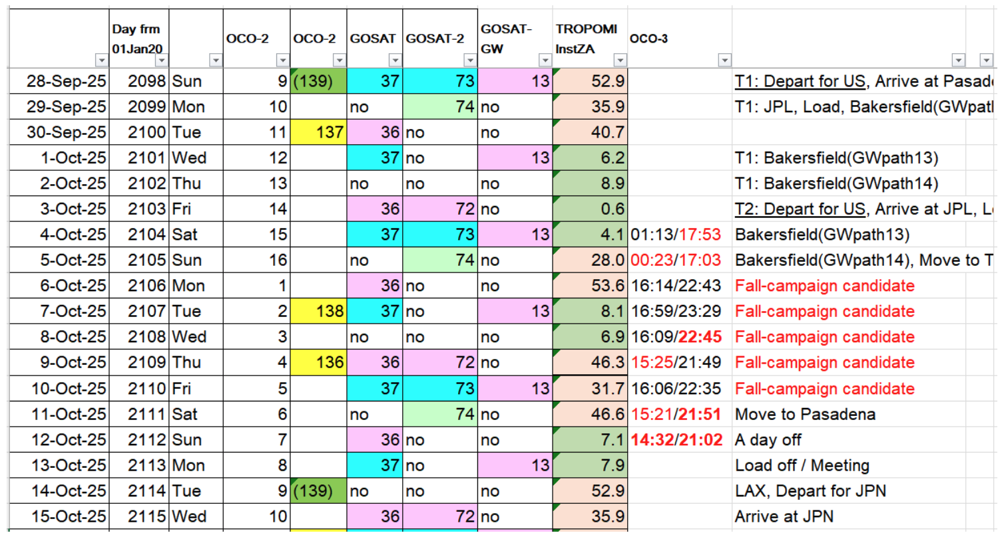 Day frm 01Jan20 OCO-2 OCO-2 GOSAT GOSAT-2 GOSAT-GW TROPOMI InstZA OCO-3
28-Sep-25 2098 Sun 9 (139) 37 73 13 52.9 T1: Depart for US, Arrive at Pasad
29-Sep-25 2099 Mon 10 no 74 no 35.9 T1: JPL, Load, Bakersfield(GWpat
30-Sep-25 2100 Tue 11 137 36 no no 40.7
1-Oct-25 2101 Wed 12 37 no 13 6.2 T1: Bakersfield(GWpath13)
2-Oct-25 2102 Thu 13 no no no 8.9 T1: Bakersfield(GWpath14)
3-Oct-25 2103 Fri 14 36 72 no 0.6 T2: Depart for US, Arrive at JPL, L
4-Oct-25 2104 Sat 15 37 73 13 4.1 01:13/17:53 Bakersfield(GWpath13)
5-Oct-25 2105 Sun 16 no 74 no 28.0 00:23/17:03 Bakersfield(GWpath14), Move to T
6-Oct-25 2106 Mon 1 36 no no 53.6 16:14/22:43 Fall-campaign candidate
7-Oct-25 2107 Tue 2 138 37 no 13 8.1 16:59/23:29 Fall-campaign candidate
8-Oct-25 2108 Wed 3 no no no 6.9 16:09/22:45 Fall-campaign candidate
9-Oct-25 2109 Thu 4 136 36 72 no 46.3 15:25/21:49 Fall-campaign candidate
10-Oct-25 2110 Fri 5 37 73 13 31.7 16:06/22:35 Fall-campaign candidate
11-Oct-25 2111 Sat 6 no 74 no 46.6 15:21/21:51 Move to Pasadena
12-Oct-25 2112 Sun 7 36 no no 7.1 14:32/21:02 A day off
13-Oct-25 2113 Mon 8 37 no 13 7.9 Load off / Meeting
14-Oct-25 2114 Tue 9 (139) no no no 52.9 LAX, Depart for JPN
15-Oct-25 2115 Wed 10 36 72 no 35.9 Arrive at JPN